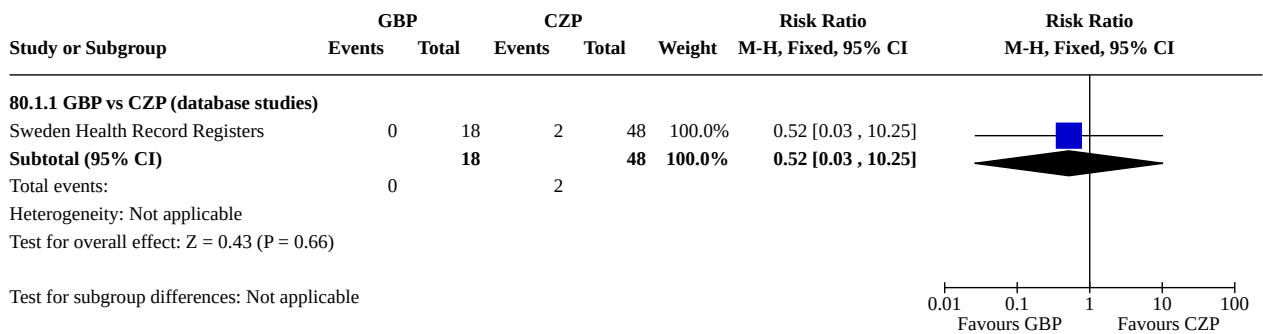 GBP CZP Risk Ratio Risk Ratio
Study or Subgroup Events Total Events Total Weight M-H, Fixed, 95% CI M-H, Fixed, 95% CI
80.1.1 GBP vs CZP (database studies)
Sweden Health Record Registers 0 18 2 48 100.0% 0.52 [0.03 , 10.25]
Subtotal (95% CI) 18 48 100.0% 0.52 [0.03 , 10.25]
Total events: 0 2
Heterogeneity: Not applicable
Test for overall effect: Z = 0.43 (P = 0.66)
Test for subgroup differences: Not applicable
0.01 0.1 1 10 100
Favours GBP Favours CZP